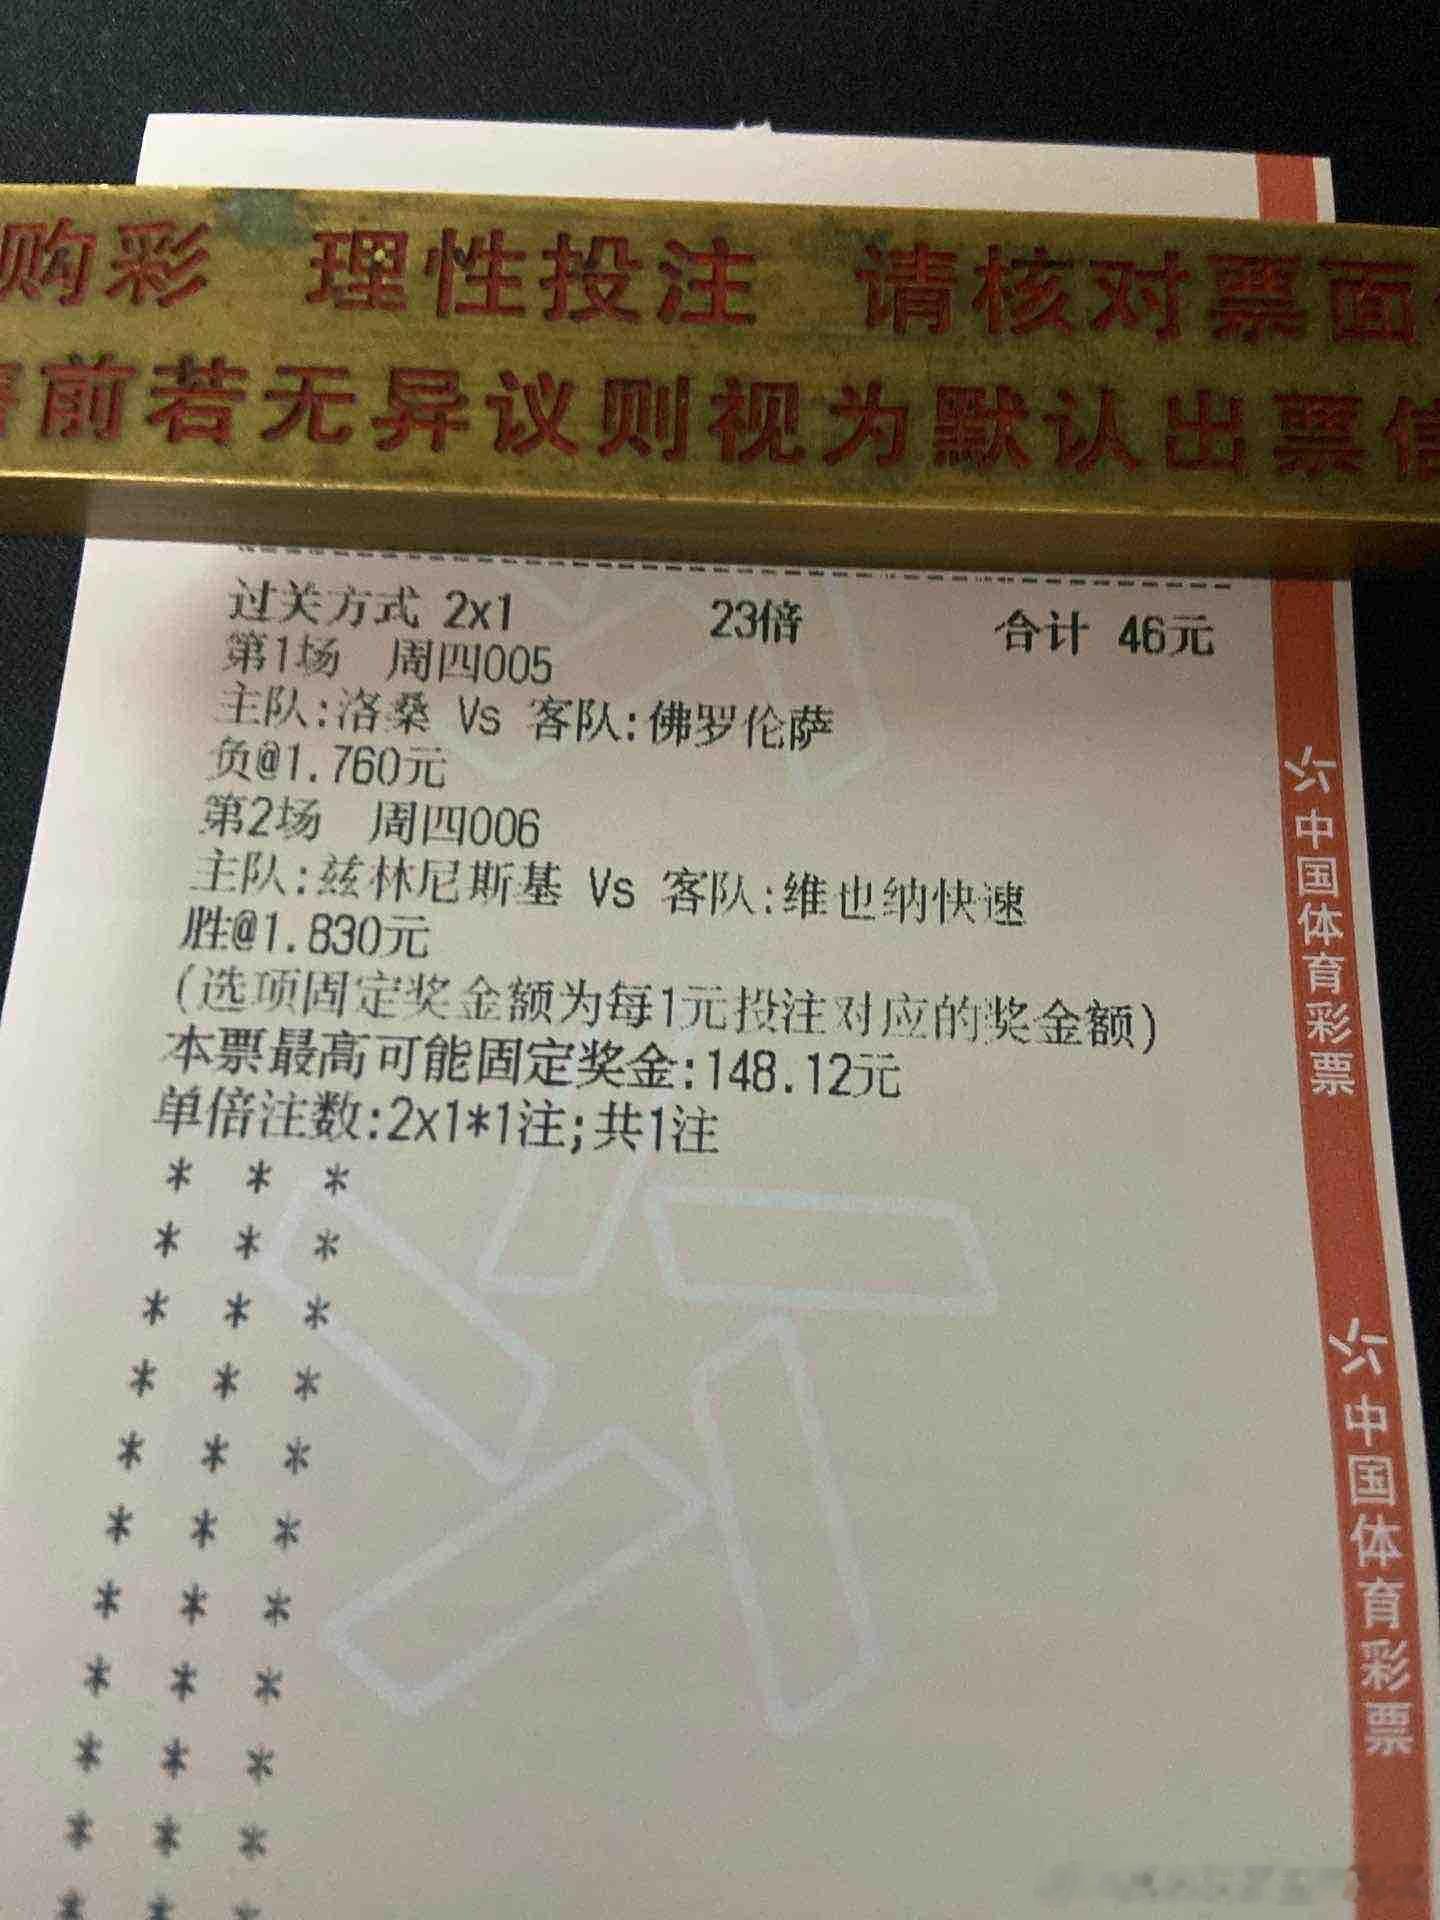 购彩 理性投注 请核对票面
前若无异议则视为默认出票信
过关方式 2x1 23倍 合计 46元
第1场 周四005
主队:洛桑 Vs 客队:佛罗伦萨
负@1.760元
第2场 周四006
主队:兹林尼斯基 Vs 客队:维也纳快速
胜@1.830元
(选项固定奖金额为每1元投注对应的奖金额)
本票最高可能固定奖金:148.12元
单倍注数:2x1*1注;共1注
* * *
* * *
* * *
* * *
* * *
* * *
* * *
* * *
* * *
* * *
* * *
中国体育彩票
中国体育彩票